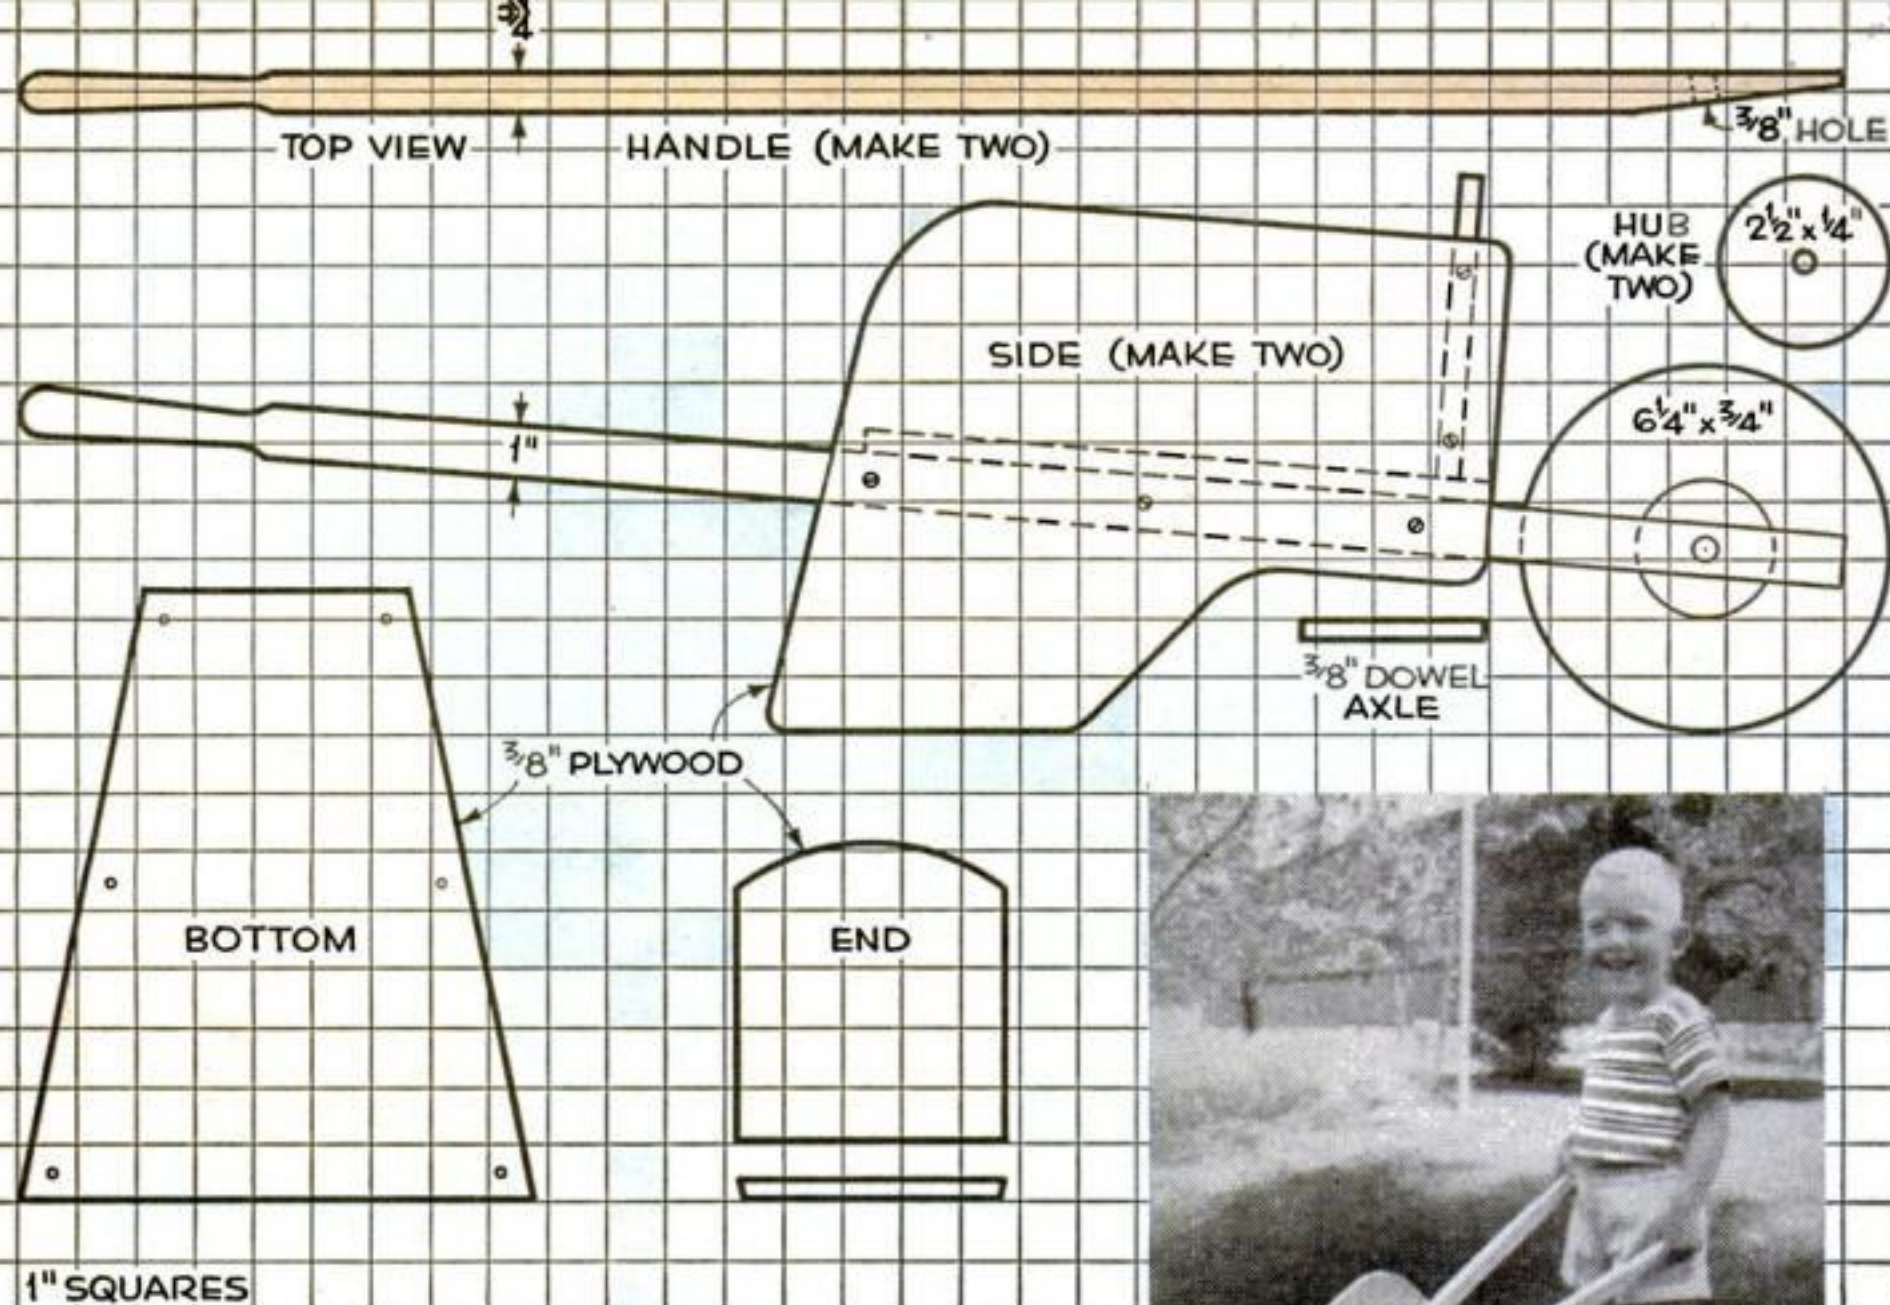 3/4
TOP VIEW
HANDLE (MAKE TWO)
3/8" HOLE
HUB
(MAKE
TWO)
2 1/2" x 1/4"
SIDE (MAKE TWO)
6 1/4" x 3/4"
1"
3/8" DOWEL
AXLE
3/8" PLYWOOD
BOTTOM
END
1" SQUARES